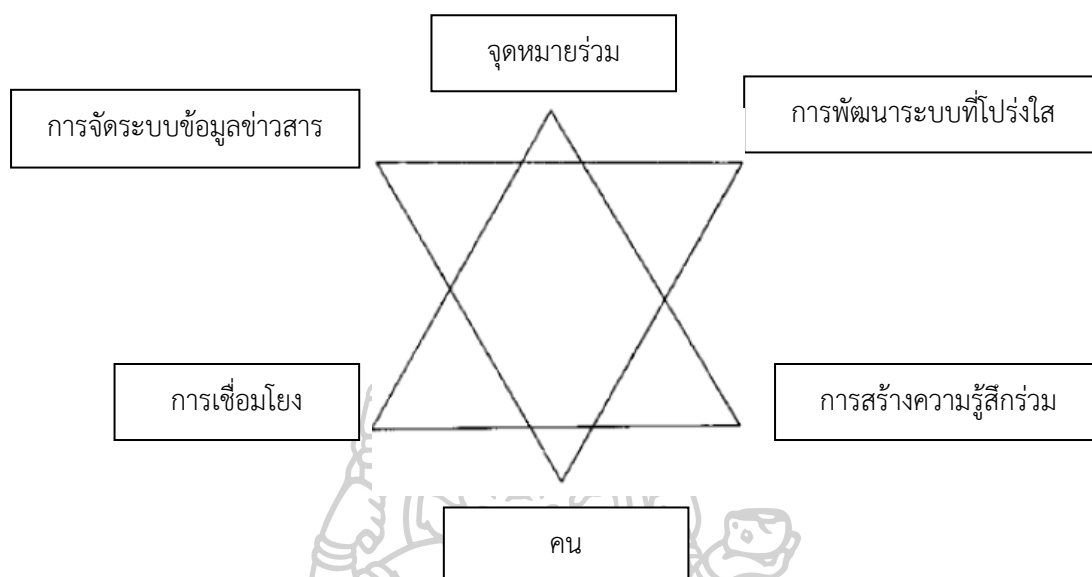 จุดหมายร่วม
การจัดระบบข้อมูลข่าวสาร
การพัฒนาระบบที่โปร่งใส
การเชื่อมโยง
การสร้างความรู้สึกร่วม
คน